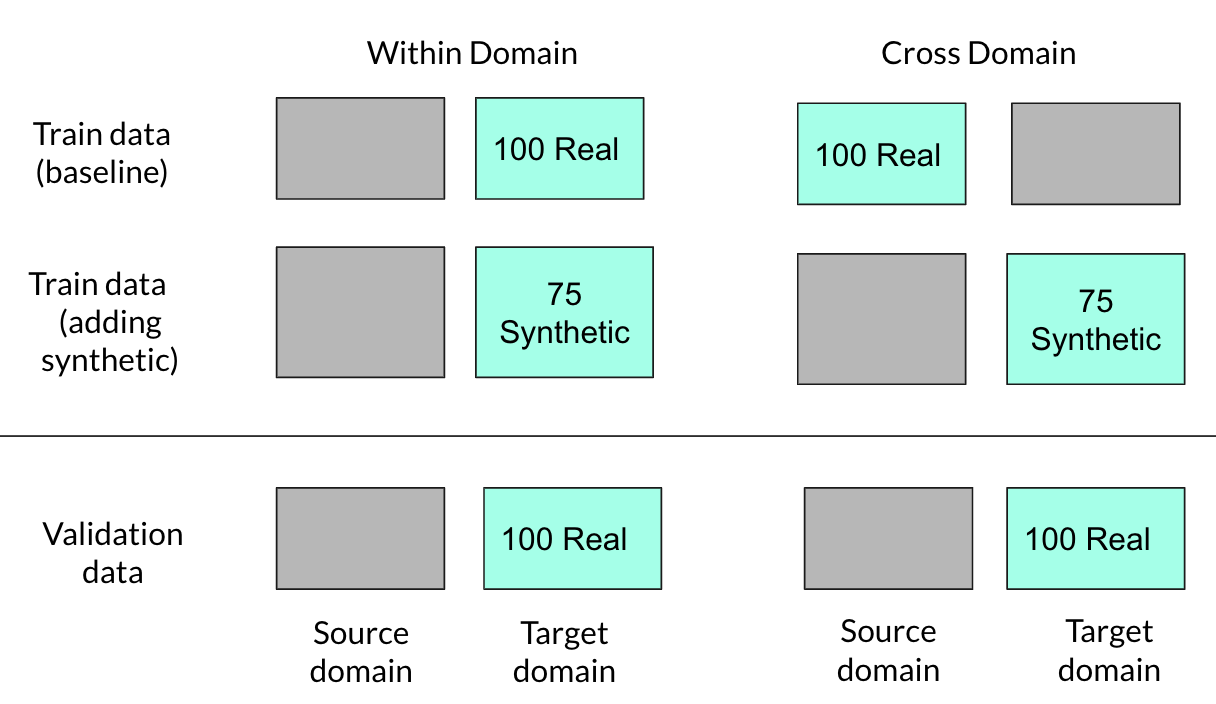 Within Domain
Cross Domain
Train data
(baseline)
100 Real
100 Real
Train data
(adding
synthetic)
75
Synthetic
75
Synthetic
Validation
data
100 Real
100 Real
Source
domain
Target
domain
Source
domain
Target
domain